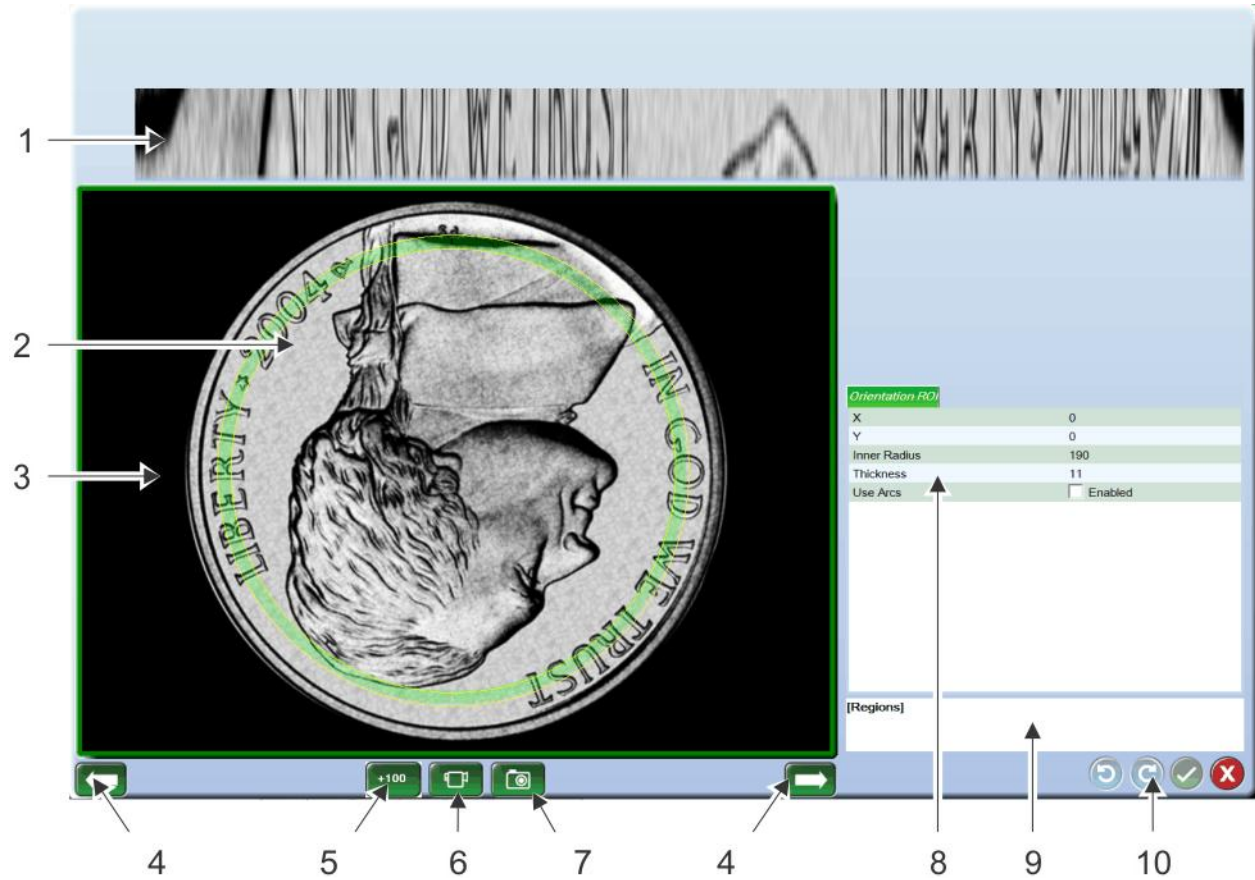 1
2
3
LIBERTY · 2004 a
IN GOD WE TRUST
Orientation ROI
X 0
Y 0
Inner Radius 190
Thickness 11
Use Arcs Enabled
[Regions]
+100
4 5 6 7 4 8 9 10